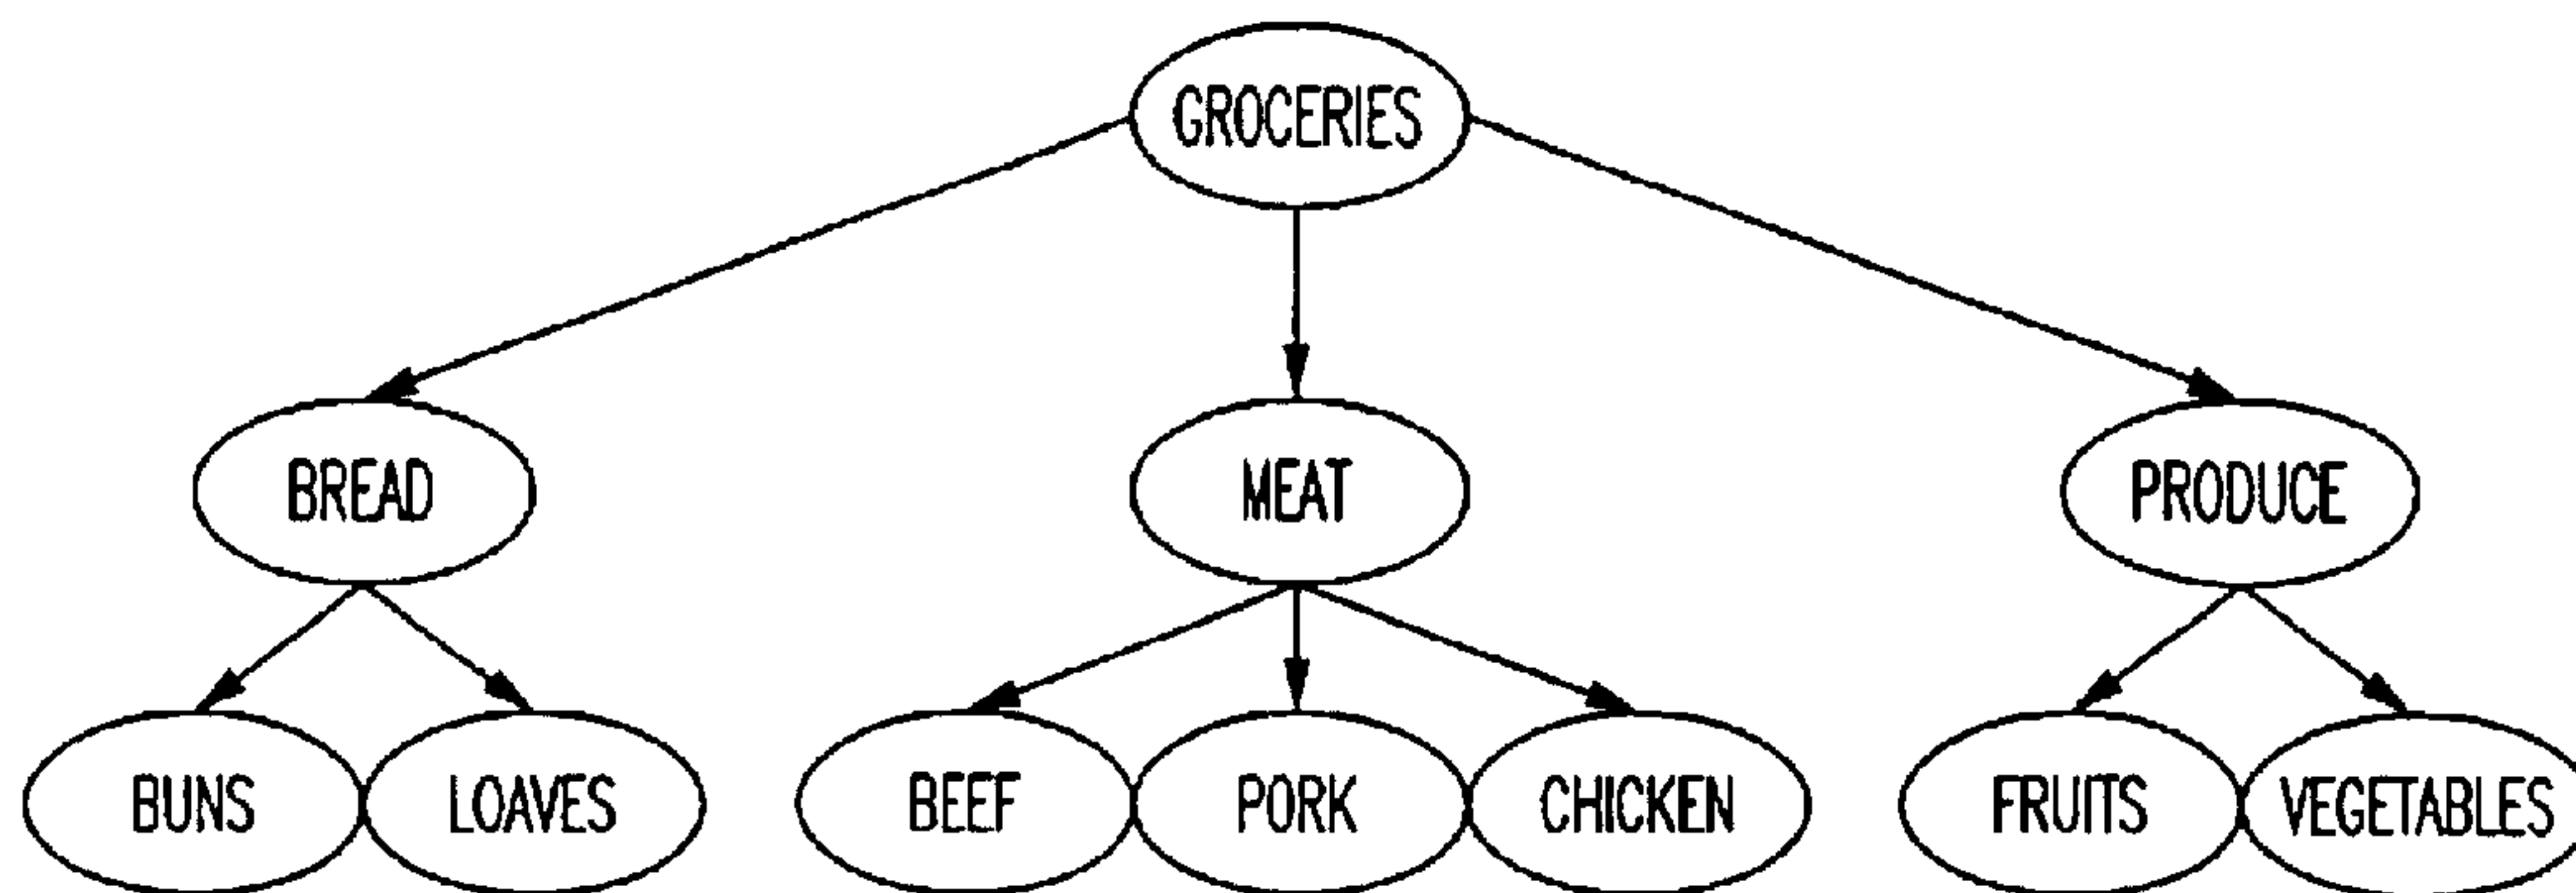 GROCERIES
BREAD MEAT PRODUCE
BUNS LOAVES BEEF PORK CHICKEN FRUITS VEGETABLES